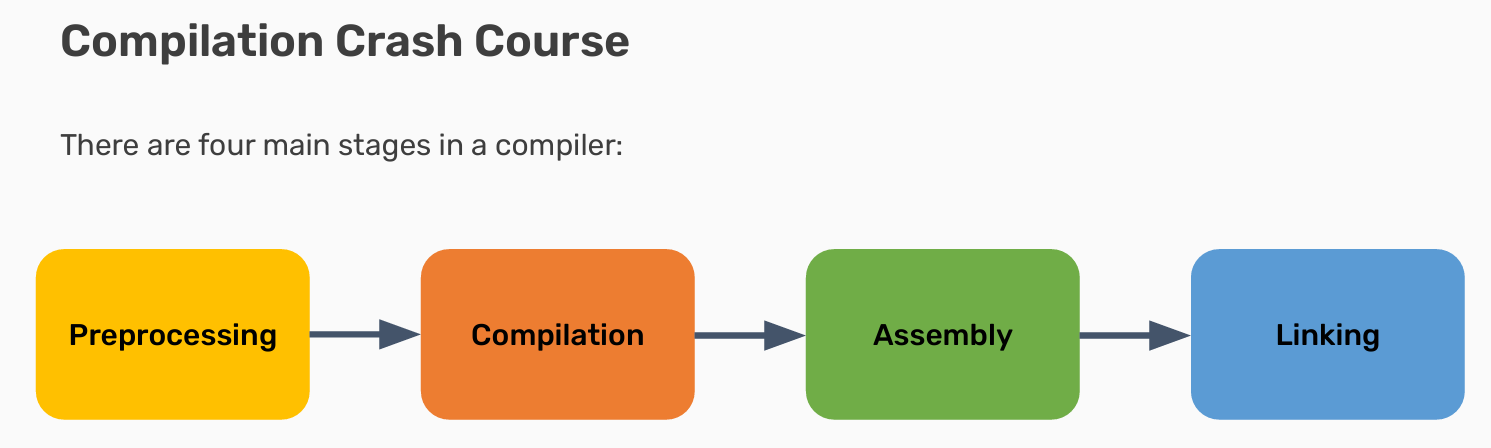 Compilation Crash Course
There are four main stages in a compiler:
Preprocessing
Compilation
Assembly
Linking